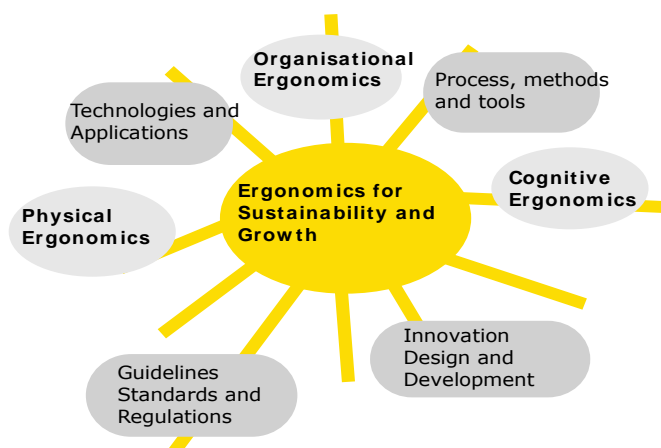 Organisational
Ergonomics
Process, methods
and tools
Technologies and
Applications
Cognitive
Ergonomics
Ergonomics for
Sustainability and
Growth
Physical
Ergonomics
Innovation
Design and
Development
Guidelines
Standards and
Regulations